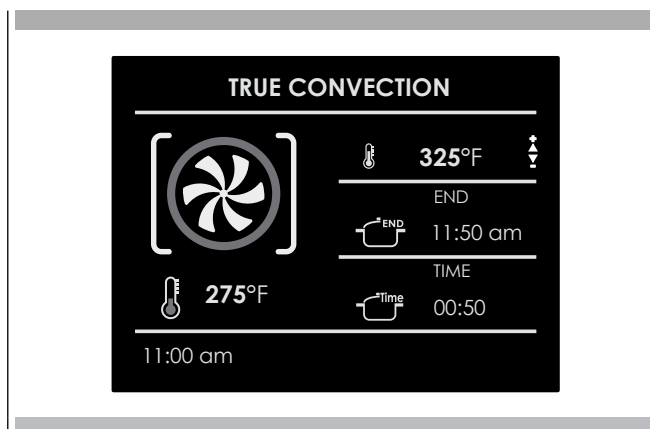 TRUE CONVECTION
325°F
END
END
11:50 am
TIME
275°F
Time
00:50
11:00 am